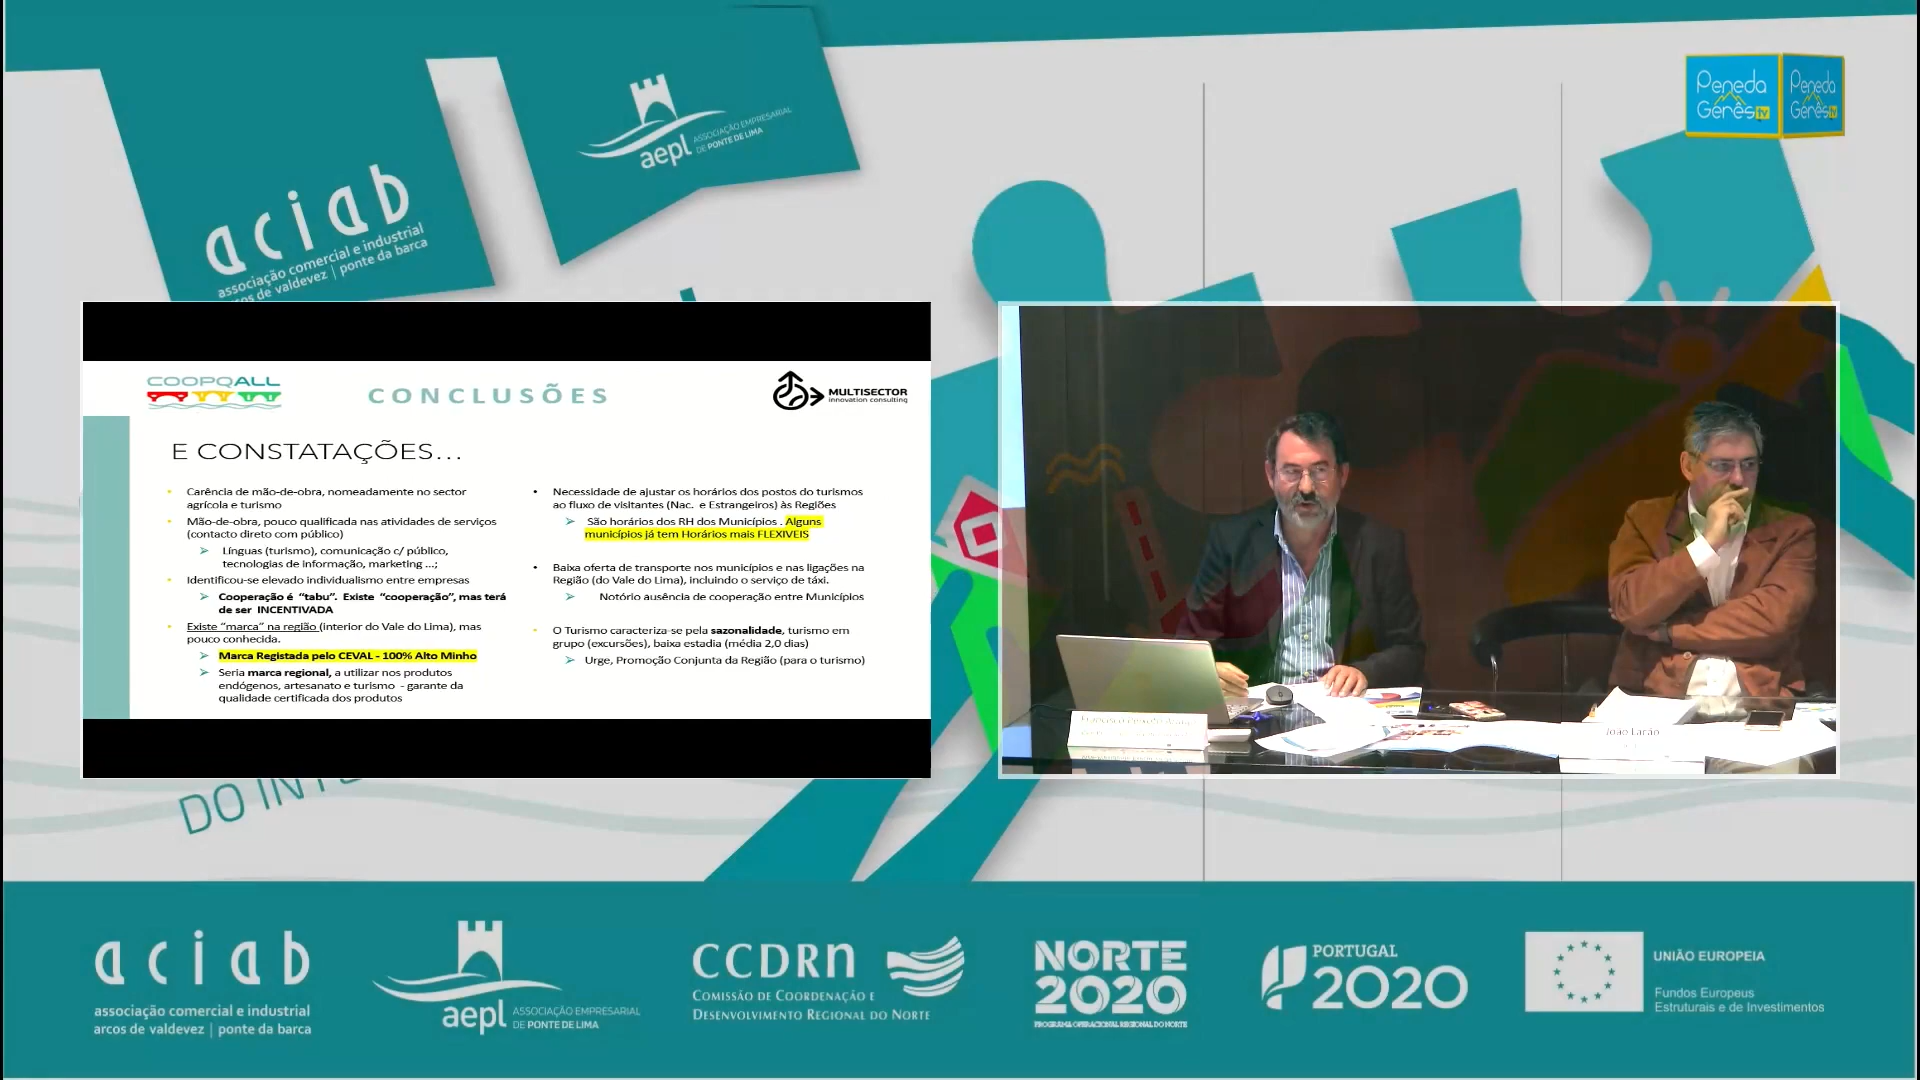 Peneda
Gerês tv
Peneda
Gerês tv
aepl
ASSOCIAÇÃO EMPRESARIAL
DE PONTE DE LIMA
aciab
associação comercial e industrial
arcos de valdevez | ponte da barca
COOPQALL
CONCLUSÕES
MULTISECTOR
innovation consulting
E CONSTATAÇÕES...
Carência de mão-de-obra, nomeadamente no sector
agrícola e turismo
Mão-de-obra, pouco qualificada nas atividades de serviços
(contacto direto com público)
Línguas (turismo), comunicação c/ público,
tecnologias de informação, marketing ...;
Identificou-se elevado individualismo entre empresas
Cooperação é “tabu”. Existe “cooperação”, mas terá
de ser INCENTIVADA
Existe “marca” na região (interior do Vale do Lima), mas
pouco conhecida.
Marca Registada pelo CEVAL - 100% Alto Minho
Seria marca regional, a utilizar nos produtos
endógenos, artesanato e turismo - garante da
qualidade certificada dos produtos
Necessidade de ajustar os horários dos postos do turismos
ao fluxo de visitantes (Nac. e Estrangeiros) às Regiões
São horários dos RH dos Municípios . Alguns
municípios já tem Horários mais FLEXIVEIS
Baixa oferta de transporte nos municípios e nas ligações na
Região (do Vale do Lima), incluindo o serviço de táxi.
Notório ausência de cooperação entre Municípios
O Turismo caracteriza-se pela sazonalidade, turismo em
grupo (excursões), baixa estadia (média 2,0 dias)
Urge, Promoção Conjunta da Região (para o turismo)
João Larán
DO INTE
aciab
associação comercial e industrial
arcos de valdevez | ponte da barca
aepl
ASSOCIAÇÃO EMPRESARIAL
DE PONTE DE LIMA
CCDRn
COMISSÃO DE COORDENAÇÃO E
DESENVOLVIMENTO REGIONAL DO NORTE
NORTE
2020
PROGRAMA OPERACIONAL REGIONAL DO NORTE
PORTUGAL
2020
UNIÃO EUROPEIA
Fundos Europeus
Estruturais e de Investimentos